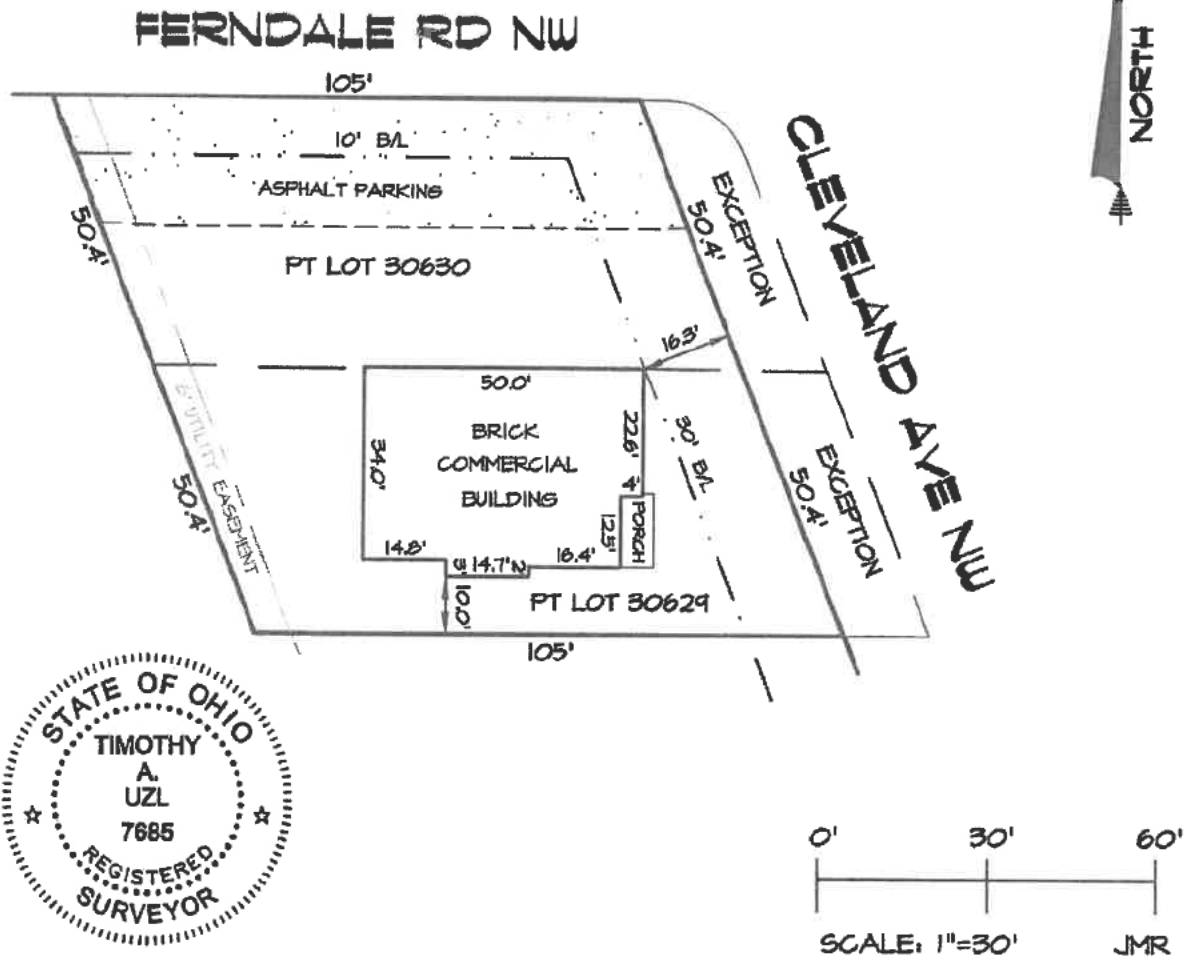 FERNDALE RD NW
NORTH
105'
10' B/L
ASPHALT PARKING
CLEVELAND AVE NW
EXCEPTION
50.4'
50.4'
PT LOT 30630
16.3'
50.0'
BRICK
COMMERCIAL
BUILDING
34.0'
22.6'
4'
30' B/L
PORCH
12.5'
EXCEPTION
50.4'
50.4'
UTILITY EASEMENT
14.8'
3'
14.7'
2'
16.4'
10.0'
PT LOT 30629
105'
STATE OF OHIO
TIMOTHY
A.
UZL
7685
REGISTERED
SURVEYOR
0' 30' 60'
SCALE: 1"=30' JMR